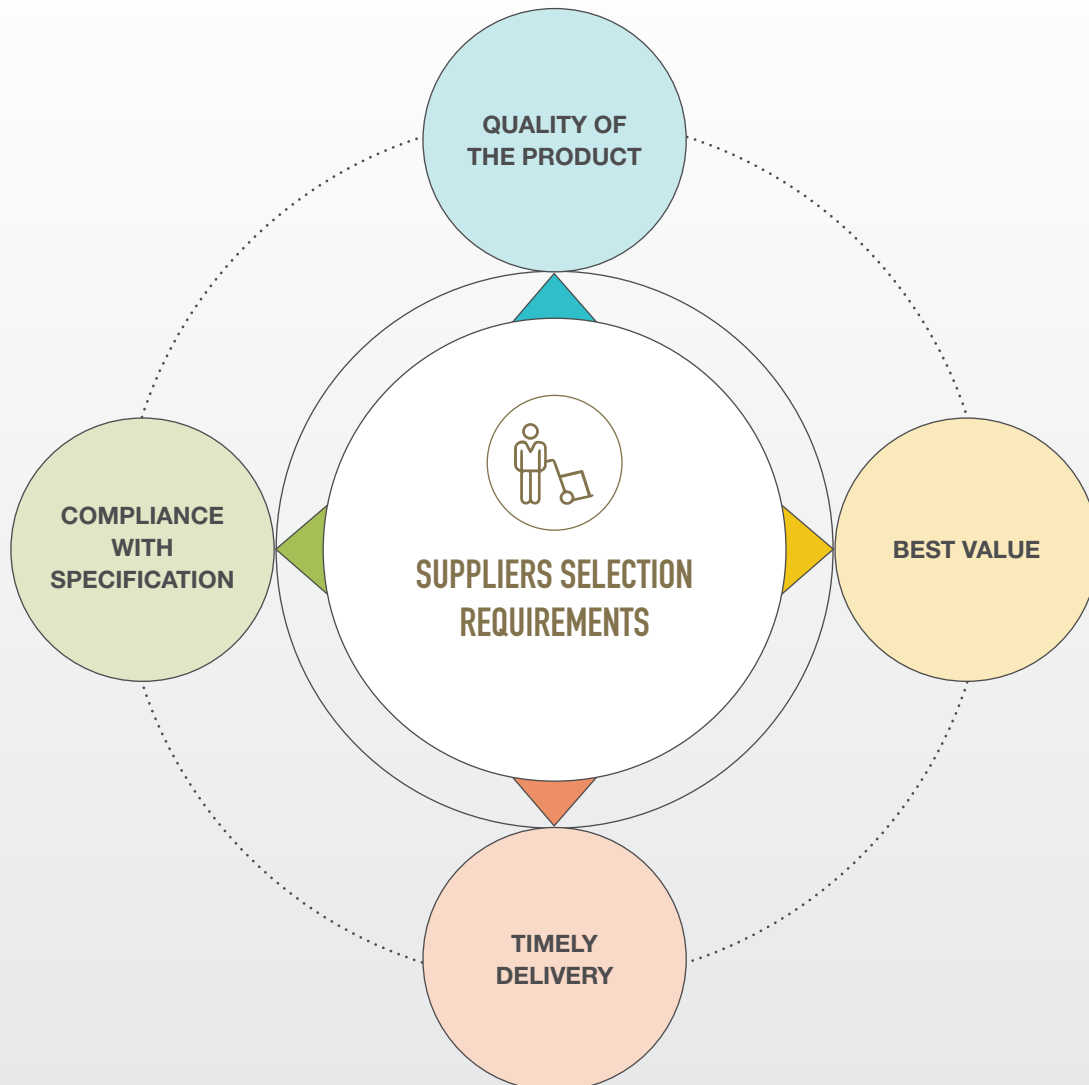 QUALITY OF
THE PRODUCT
COMPLIANCE
WITH
SPECIFICATION
SUPPLIERS SELECTION
REQUIREMENTS
BEST VALUE
TIMELY
DELIVERY